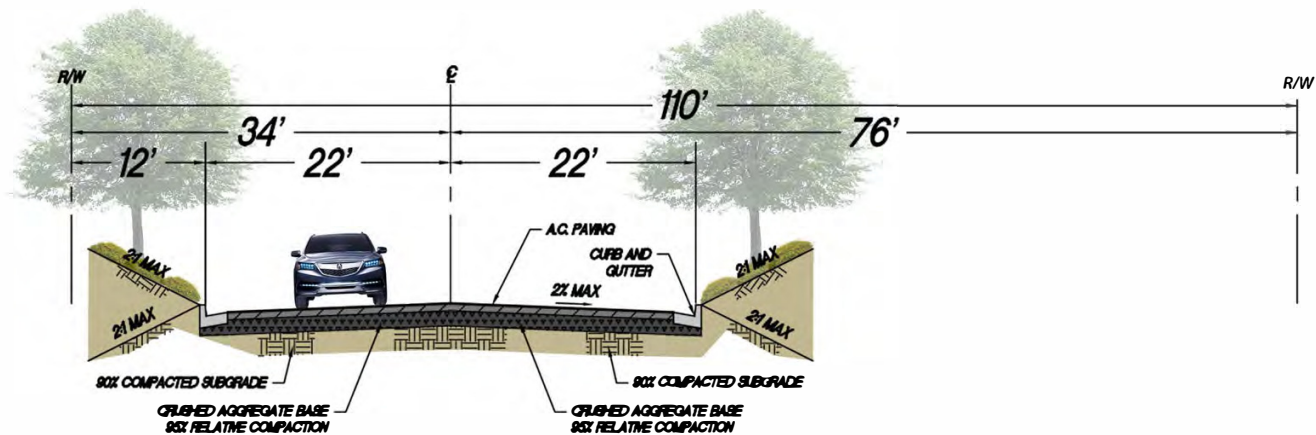 R/W
℄
R/W
110'
34'
76'
12'
22'
22'
A.C. PAVING
CURB AND
GUTTER
2:1 MAX
2% MAX
2:1 MAX
2:1 MAX
2:1 MAX
90% COMPACTED SUBGRADE
90% COMPACTED SUBGRADE
CRUSHED AGGREGATE BASE
95% RELATIVE COMPACTION
CRUSHED AGGREGATE BASE
95% RELATIVE COMPACTION